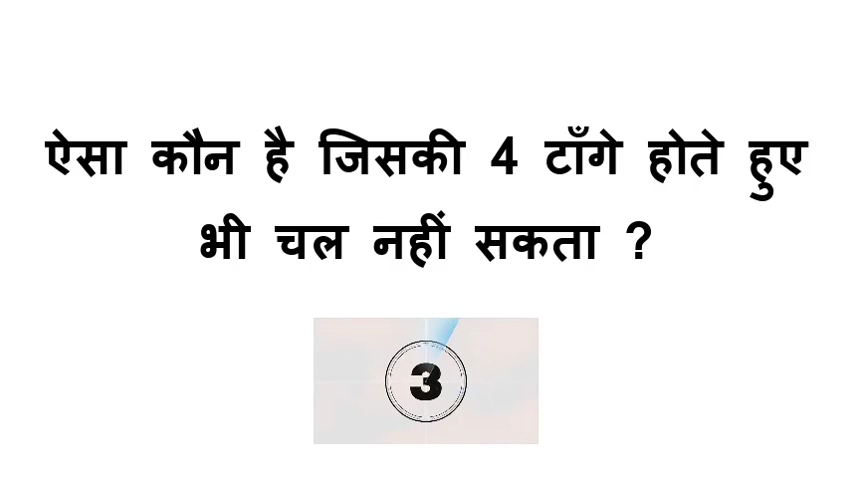 ऐसा कौन है जिसकी 4 टाँगे होते हुए
भी चल नहीं सकता ?
3